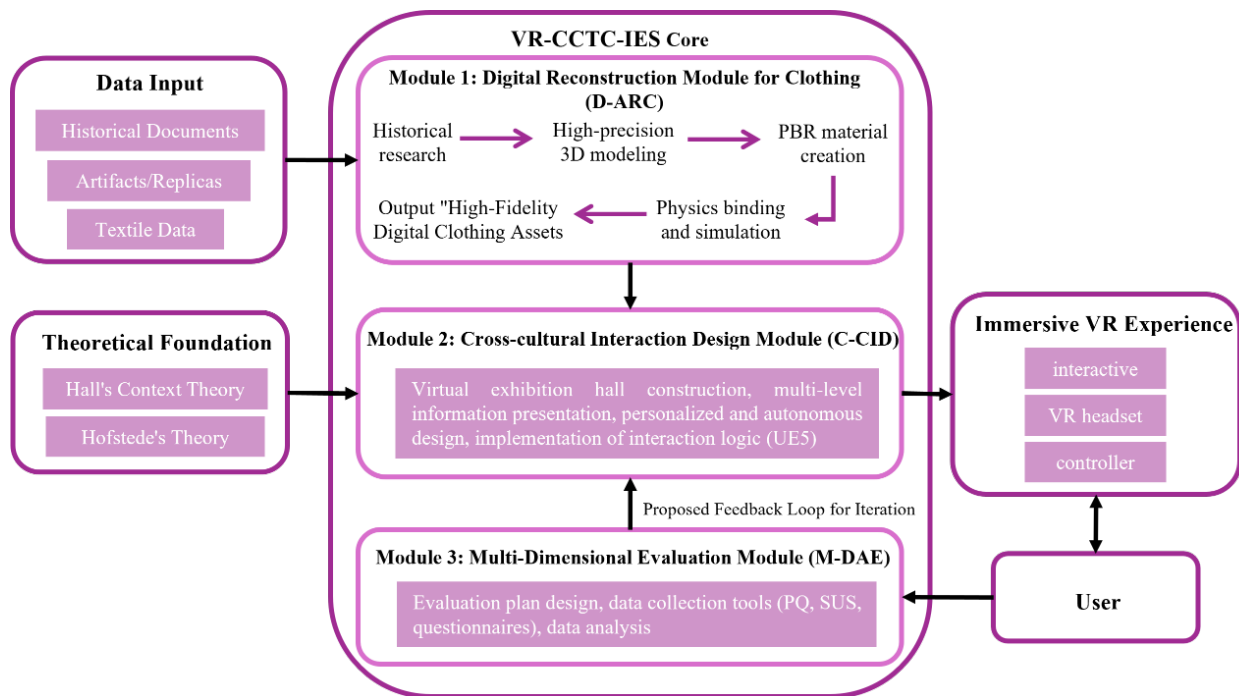 VR-CCTC-IES Core
Data Input
Historical Documents
Artifacts/Replicas
Textile Data
Module 1: Digital Reconstruction Module for Clothing
(D-ARC)
Historical
research
High-precision
3D modeling
PBR material
creation
Output "High-Fidelity
Digital Clothing Assets
Physics binding
and simulation
Theoretical Foundation
Hall's Context Theory
Hofstede's Theory
Module 2: Cross-cultural Interaction Design Module (C-CID)
Virtual exhibition hall construction, multi-level
information presentation, personalized and autonomous
design, implementation of interaction logic (UE5)
Immersive VR Experience
interactive
VR headset
controller
Proposed Feedback Loop for Iteration
Module 3: Multi-Dimensional Evaluation Module (M-DAE)
Evaluation plan design, data collection tools (PQ, SUS,
questionnaires), data analysis
User